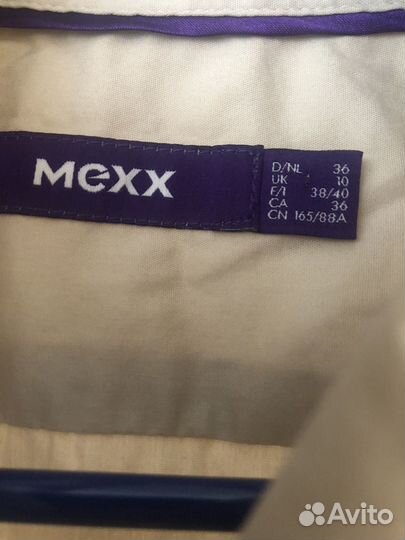 mexx
D/NL 36
UK 10
F/I 38/40
CA 36
CN 165/88A
Avito